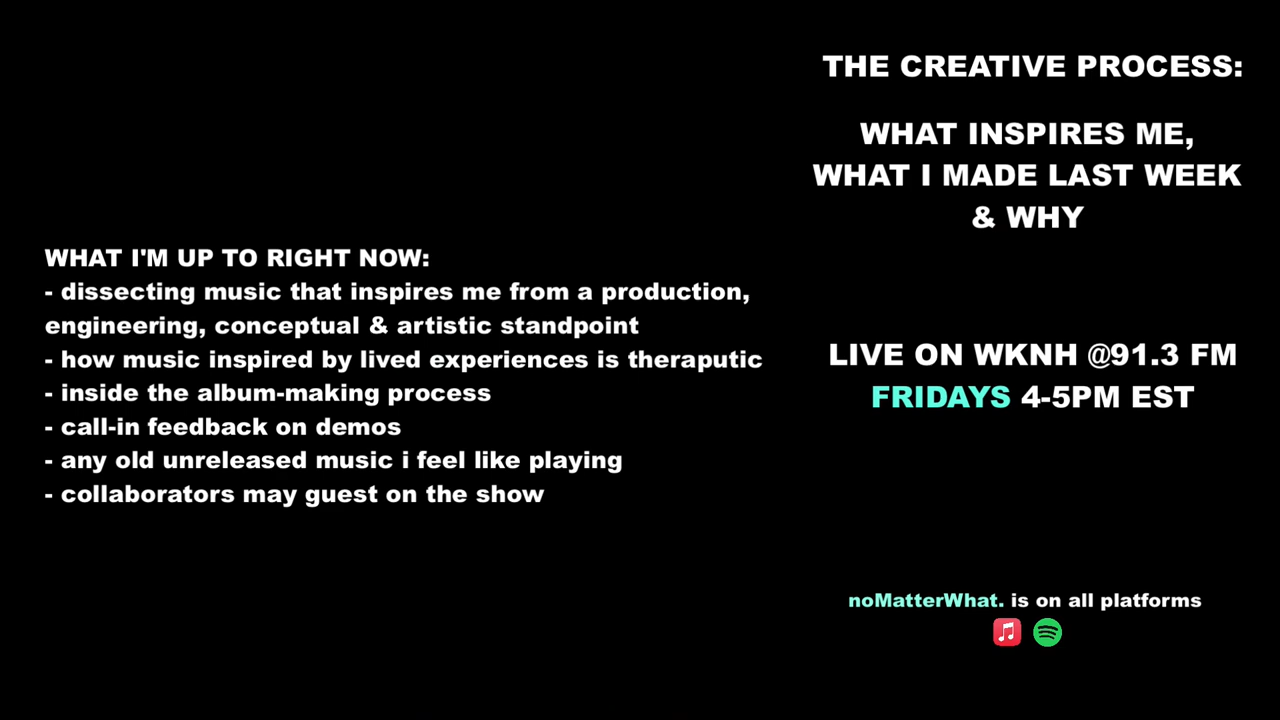 THE CREATIVE PROCESS:
WHAT INSPIRES ME,
WHAT I MADE LAST WEEK
& WHY
WHAT I'M UP TO RIGHT NOW:
- dissecting music that inspires me from a production,
engineering, conceptual & artistic standpoint
- how music inspired by lived experiences is theraputic
- inside the album-making process
- call-in feedback on demos
- any old unreleased music i feel like playing
- collaborators may guest on the show
LIVE ON WKNH @91.3 FM
FRIDAYS 4-5PM EST
noMatterWhat. is on all platforms